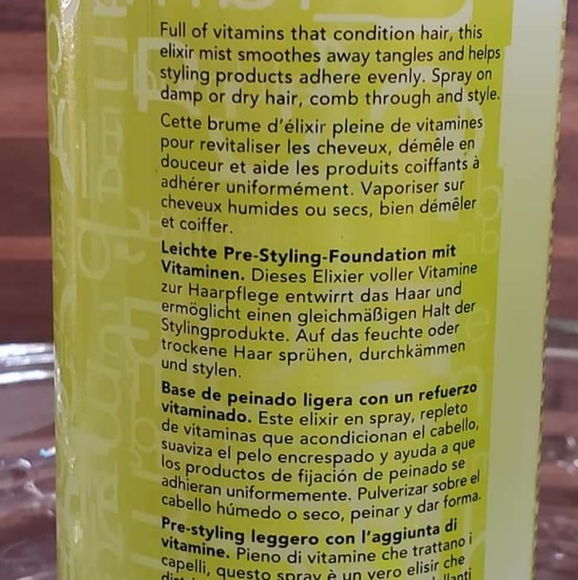 Full of vitamins that condition hair, this
elixir mist smoothes away tangles and helps
styling products adhere evenly. Spray on
damp or dry hair, comb through and style.
Cette brume d'élixir pleine de vitamines
pour revitaliser les cheveux, démêle en
douceur et aide les produits coiffants à
adhérer uniformément. Vaporiser sur
cheveux humides ou secs, bien démêler
et coiffer.
Leichte Pre-Styling-Foundation mit
Vitaminen. Dieses Elixier voller Vitamine
zur Haarpflege entwirrt das Haar und
ermöglicht einen gleichmäßigen Halt der
Stylingprodukte. Auf das feuchte oder
trockene Haar sprühen, durchkämmen
und stylen.
Base de peinado ligera con un refuerzo
vitaminado. Este elixir en spray, repleto
de vitaminas que acondicionan el cabello,
suaviza el pelo encrespado y ayuda a que
los productos de fijación de peinado se
adhieran uniformemente. Pulverizar sobre el
cabello húmedo o seco, peinar y dar forma.
Pre-styling leggero con l'aggiunta di
vitamine. Pieno di vitamine che trattano i
capelli, questo spray è un vero elisir che